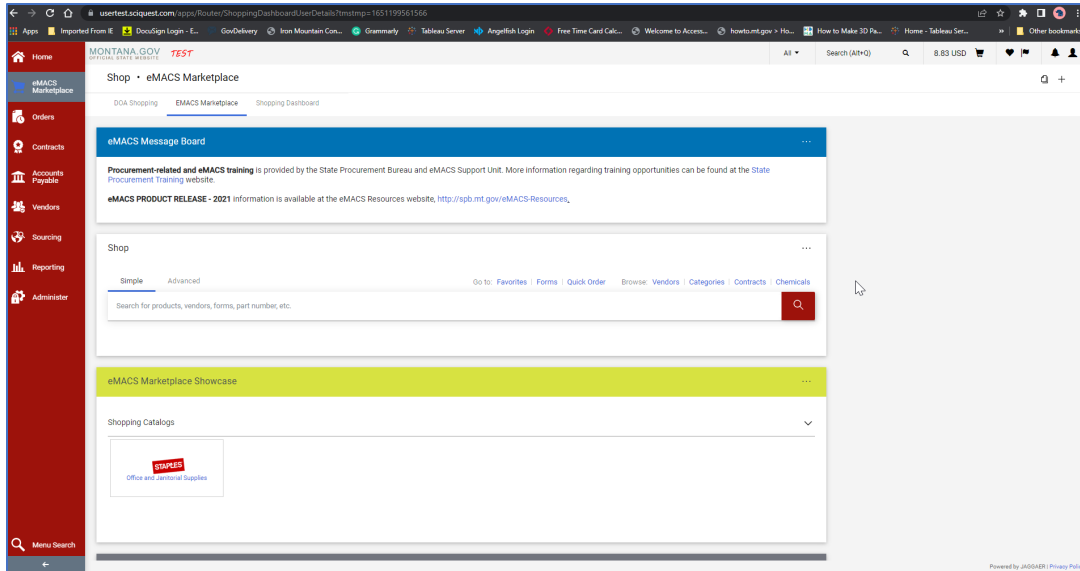 usertest.sciquest.com/apps/Router/ShoppingDashboardUserDetails?tmstmp=1651199561566
Apps Imported From IE DocuSign Login - E... GovDelivery Iron Mountain Con... Grammarly Tableau Server Angelfish Login Free Time Card Calc... Welcome to Access... howto.mt.gov > Ho... How to Make 3D Pa... Home - Tableau Ser... » Other bookmarks
Home
MONTANA.GOV TEST
OFFICIAL STATE WEBSITE
All Search (Alt+Q) 8.83 USD
eMACS
Marketplace
Shop • eMACS Marketplace
DOA Shopping EMACS Marketplace Shopping Dashboard
Orders
Contracts
Accounts
Payable
Vendors
Sourcing
Reporting
Administer
eMACS Message Board ...
Procurement-related and eMACS training is provided by the State Procurement Bureau and eMACS Support Unit. More information regarding training opportunities can be found at the State
Procurement Training website.
eMACS PRODUCT RELEASE - 2021 information is available at the eMACS Resources website, http://spb.mt.gov/eMACS-Resources.
Shop ...
Simple Advanced Go to: Favorites | Forms | Quick Order Browse: Vendors | Categories | Contracts | Chemicals
Search for products, vendors, forms, part number, etc.
eMACS Marketplace Showcase ...
Shopping Catalogs
STAPLES
Office and Janitorial Supplies
Menu Search
Powered by JAGGAER | Privacy Poli